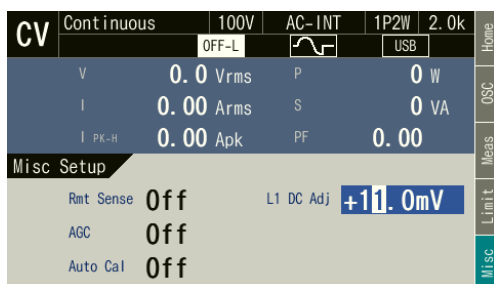 CV Continuous 100V AC-INT 1P2W 2.0k
OFF-L USB
V 0.0 Vrms P 0 W
I 0.00 Arms S 0 VA
I PK-H 0.00 Apk PF 0.00
Misc Setup
Rmt Sense Off L1 DC Adj +11.0mV
AGC Off
Auto Cal Off
Home
OSC
Meas
Limit
Misc